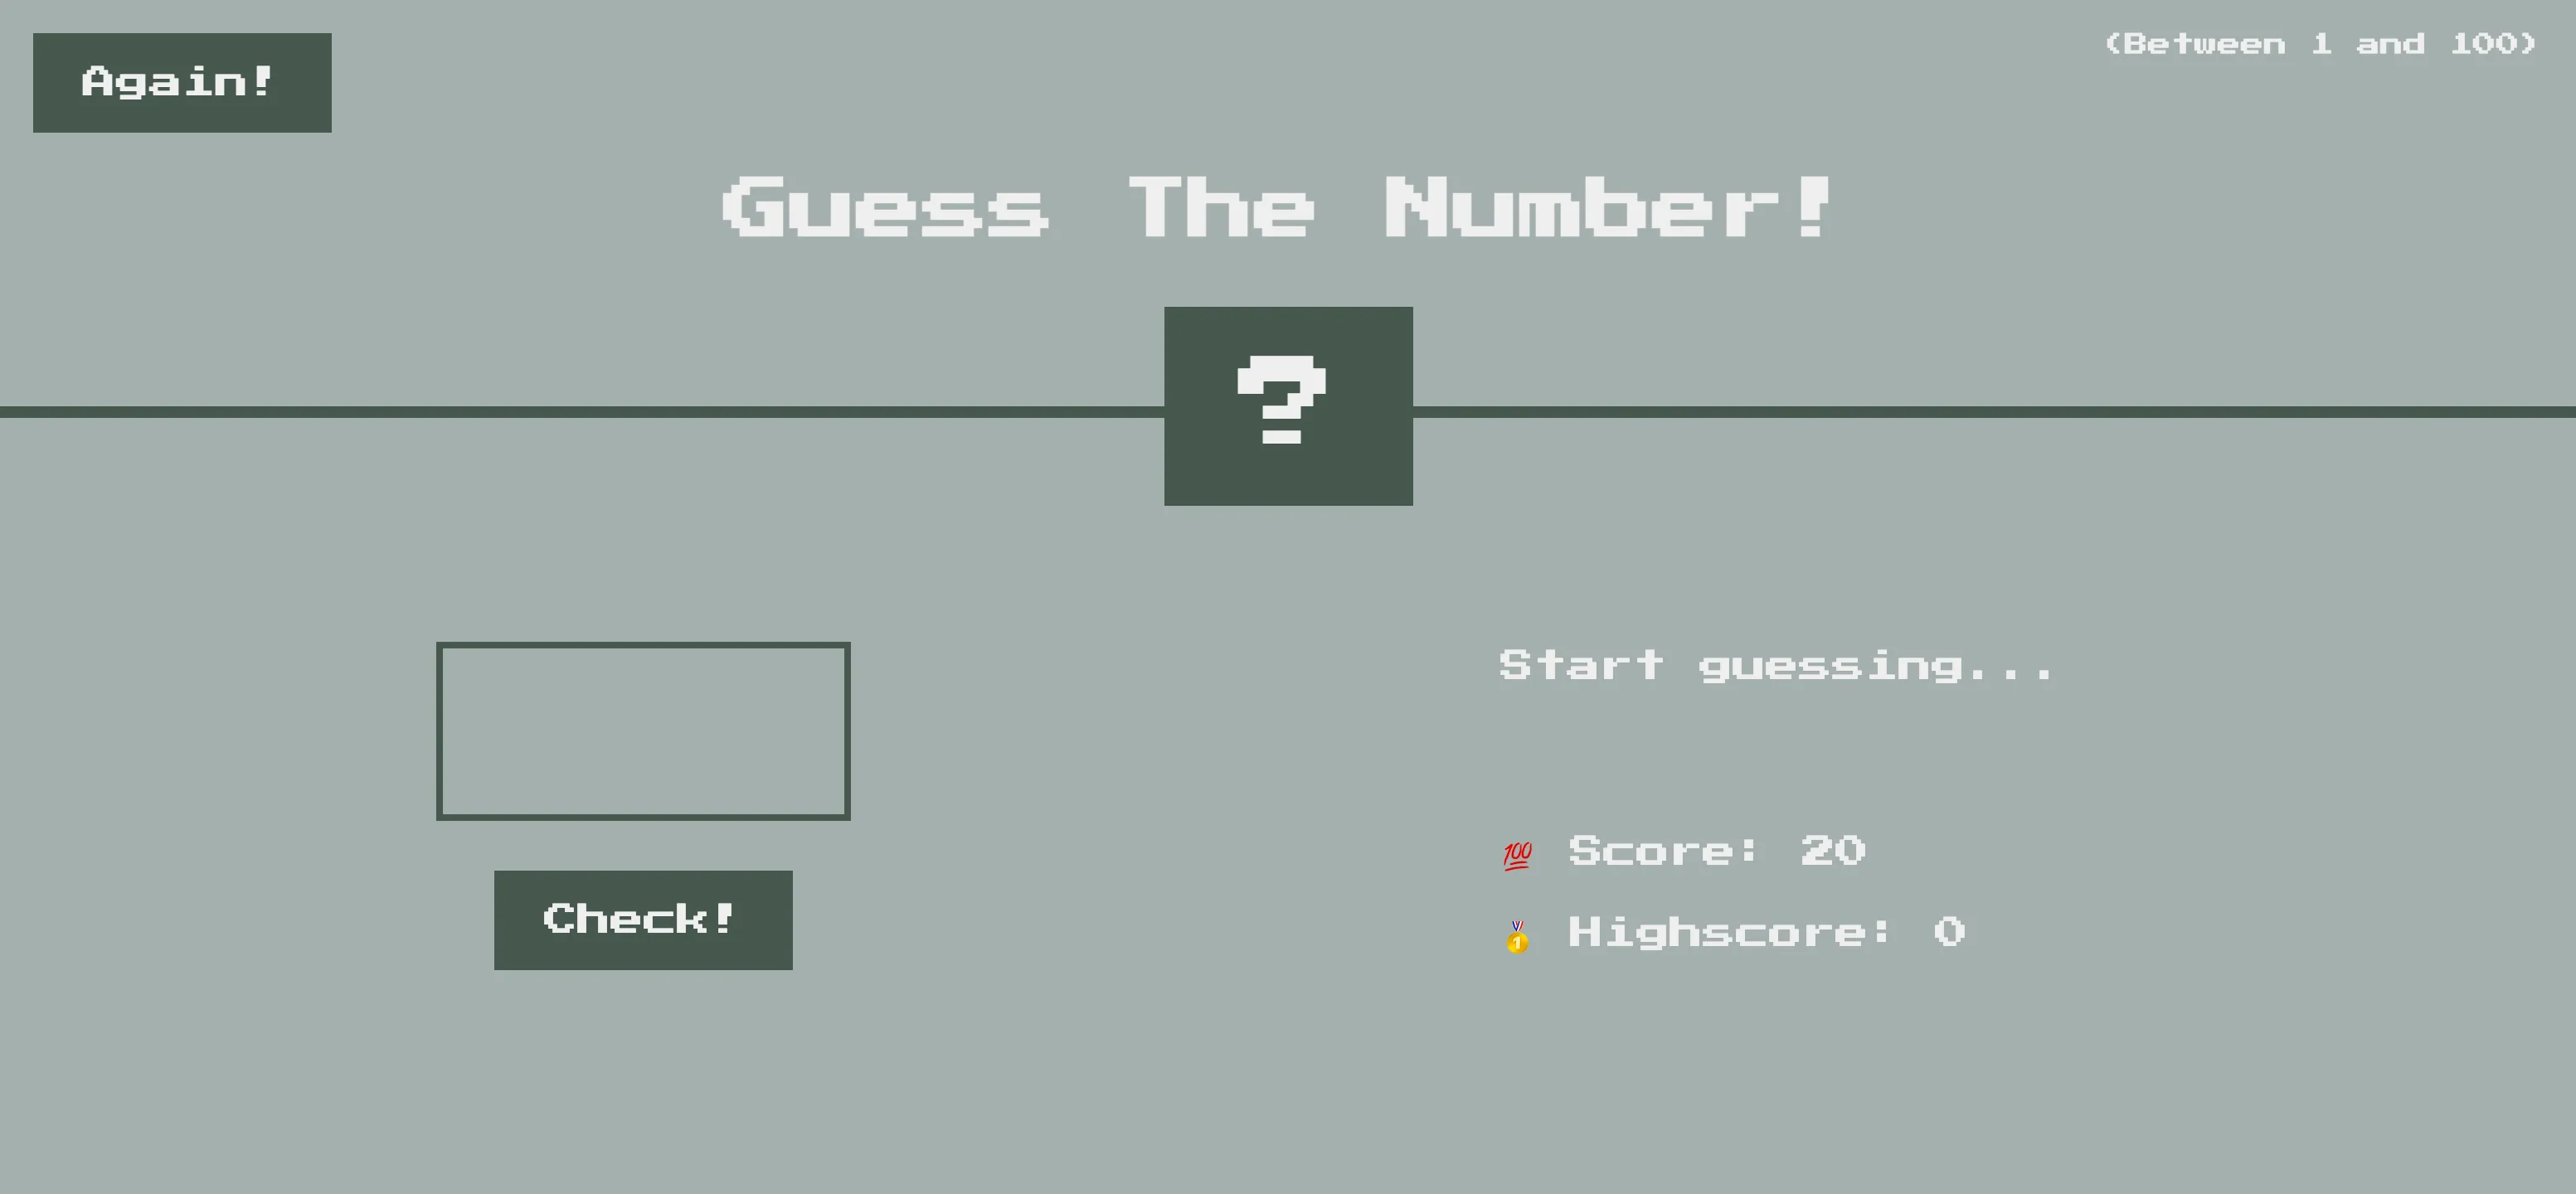 Again!
(Between 1 and 100)
Guess The Number!
?
Start guessing...
Check!
💯 Score: 20
🥇 Highscore: 0